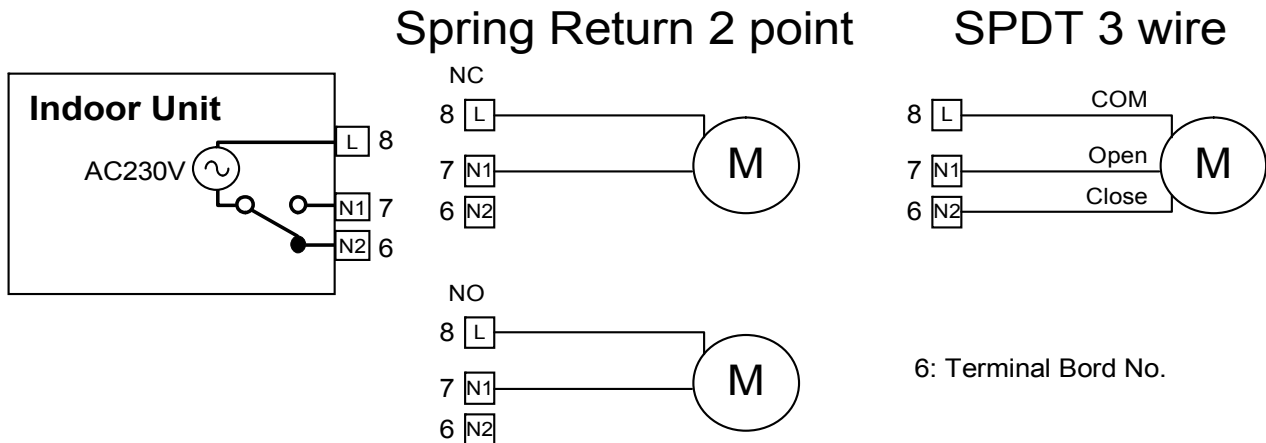 Spring Return 2 point
SPDT 3 wire
Indoor Unit
AC230V
L 8
N1 7
N2 6
NC
8 L
7 N1
6 N2
M
NO
8 L
7 N1
6 N2
M
8 L COM
7 N1 Open
6 N2 Close
M
6: Terminal Bord No.